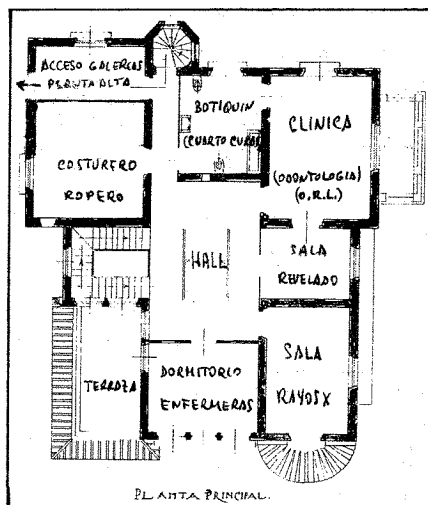 ACCESO GALERIAS
PLANTA ALTA
BOTIQUIN
(CUARTO CURAS)
CLINICA
(ODONTOLOGIA)
(O.R.L.)
COSTURERO
ROPERO
HALL
SALA
REVELADO
TERRAZA
DORMITORIO
ENFERMERAS
SALA
RAYOS X
PLANTA PRINCIPAL.